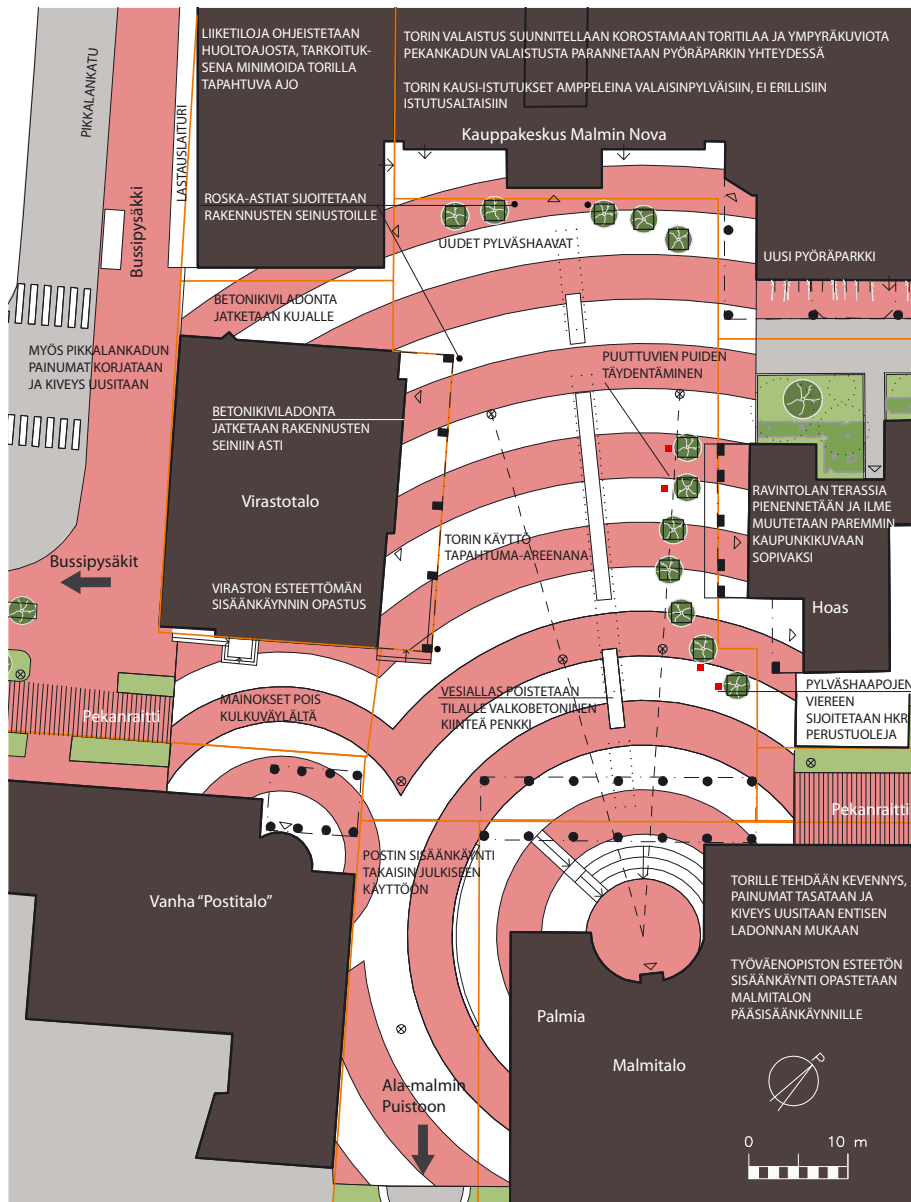 LIIKETILOJA OHJEISTETAAN
HUOLTOAJOSTA, TARKOITUK-
SENA MINIMOIDA TORILLA
TAPAHTUVA AJO
TORIN VALAISTUS SUUNNITELLAAN KOROSTAMAAN TORITILAA JA YMPYRÄKUVIOTA
PEKANKADUN VALAISTUSTA PARANNETAAN PYÖRÄPARKIN YHTEYDESSÄ
TORIN KAUSI-ISTUTUKSET AMPPELEINA VALAISINPYLVÄISIIN, EI ERILLISIIN
ISTUTUSALTAISIIN
PIKKALANKATU
LASTAUSLAITURI
Bussipysäkki
Kauppakeskus Malmin Nova
ROSKA-ASTIAT SIJOITETAAN
RAKENNUSTEN SEINUSTOILLE
UUDET PYLVÄSHAAVAT
UUSI PYÖRÄPARKKI
BETONIKIVILADONTA
JATKETAAN KUJALLE
MYÖS PIKKALANKADUN
PAINUMAT KORJATAAN
JA KIVEYS UUSITAAN
PUUTTUVIEN PUIDEN
TÄYDENTÄMINEN
BETONIKIVILADONTA
JATKETAAN RAKENNUSTEN
SEINIIN ASTI
Virastotalo
RAVINTOLAN TERASSIA
PIENENNETÄÄN JA ILME
MUUTETAAN PAREMMIN
KAUPUNKIKUVAAN
SOPIVAKSI
TORIN KÄYTTÖ
TAPAHTUMA-AREENANA
Bussipysäkit
VIRASTON ESTEETTÖMÄN
SISÄÄNKÄYNNIN OPASTUS
Hoas
MAINOKSET POIS
KULKUVÄYLÄLTÄ
VESIALLAS POISTETAAN
TILALLE VALKOBETONINEN
KIINTEÄ PENKKI
PYLVÄSHAAPOJEN
VIEREEN
SIJOITETAAN HKR
PERUSTUOLEJA
Pekanraitti
Pekanraitti
POSTIN SISÄÄNKÄYNTI
TAKAISIN JULKISEEN
KÄYTTÖÖN
Vanha "Postitalo"
TORILLE TEHDÄÄN KEVENNYS,
PAINUMAT TASATAAN JA
KIVEYS UUSITAAN ENTISEN
LADONNAN MUKAAN
TYÖVÄENOPISTON ESTEETÖN
SISÄÄNKÄYNTI OPASTETAAN
MALMITALON
PÄÄSISÄÄNKÄYNNILLE
Palmia
Malmitalo
Ala-malmin
Puistoon
P
0 10 m